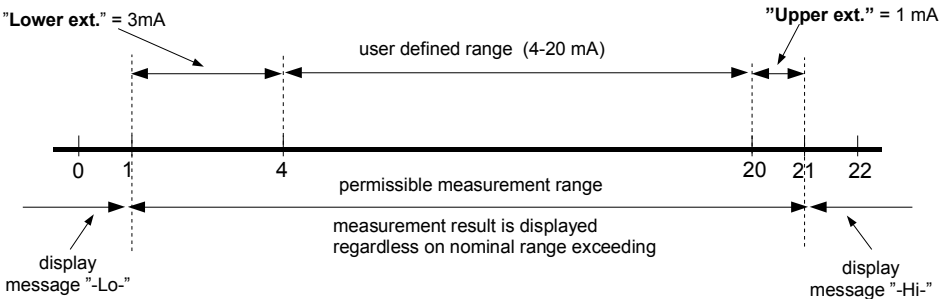 "Lower ext." = 3mA
"Upper ext." = 1 mA
user defined range (4-20 mA)
0 1 4 20 21 22
permissible measurement range
measurement result is displayed
regardless on nominal range exceeding
display
message "-Lo-"
display
message "-Hi-"